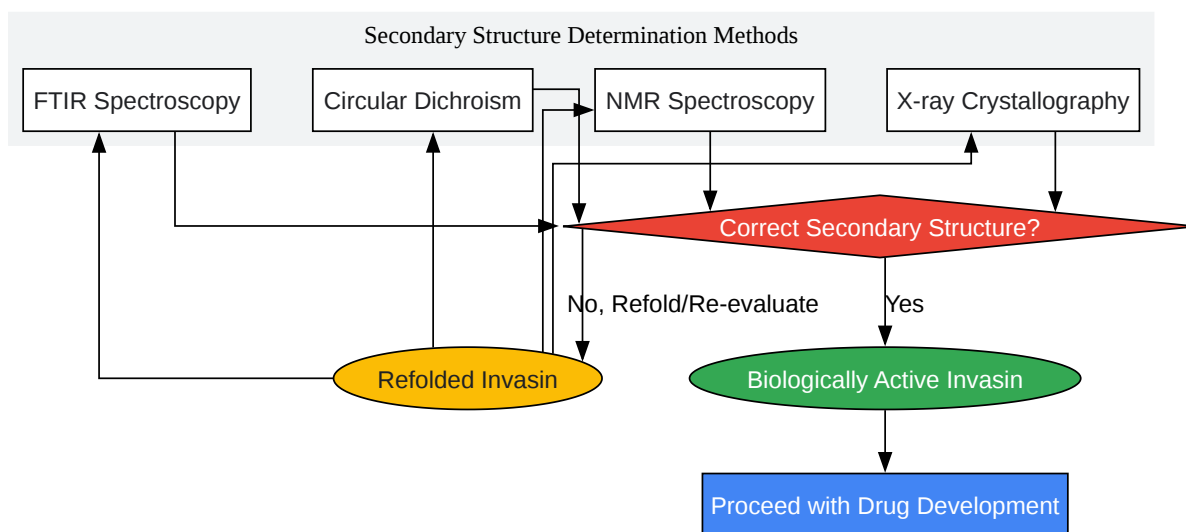 Secondary Structure Determination Methods
FTIR Spectroscopy
Circular Dichroism
NMR Spectroscopy
X-ray Crystallography
Correct Secondary Structure?
No, Refold/Re-evaluate
Yes
Refolded Invasin
Biologically Active Invasin
Proceed with Drug Development